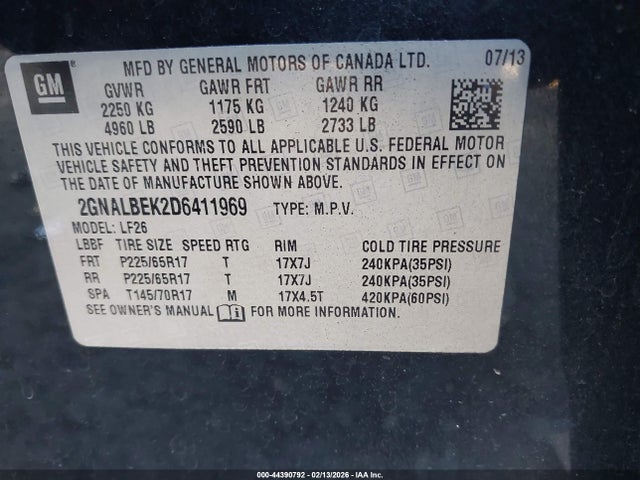 GM
MFD BY GENERAL MOTORS OF CANADA LTD. 07/13
GVWR GAWR FRT GAWR RR
2250 KG 1175 KG 1240 KG
4960 LB 2590 LB 2733 LB
THIS VEHICLE CONFORMS TO ALL APPLICABLE U.S. FEDERAL MOTOR
VEHICLE SAFETY AND THEFT PREVENTION STANDARDS IN EFFECT ON
THE DATE OF MANUFACTURE SHOWN ABOVE.
2GNALBEK2D6411969 TYPE: M.P.V.
MODEL: LF26
LBBF TIRE SIZE SPEED RTG RIM COLD TIRE PRESSURE
FRT P225/65R17 T 17X7J 240KPA(35PSI)
RR P225/65R17 T 17X7J 240KPA(35PSI)
SPA T145/70R17 M 17X4.5T 420KPA(60PSI)
SEE OWNER'S MANUAL FOR MORE INFORMATION.
000-44390792 - 02/13/2026 - IAA Inc.